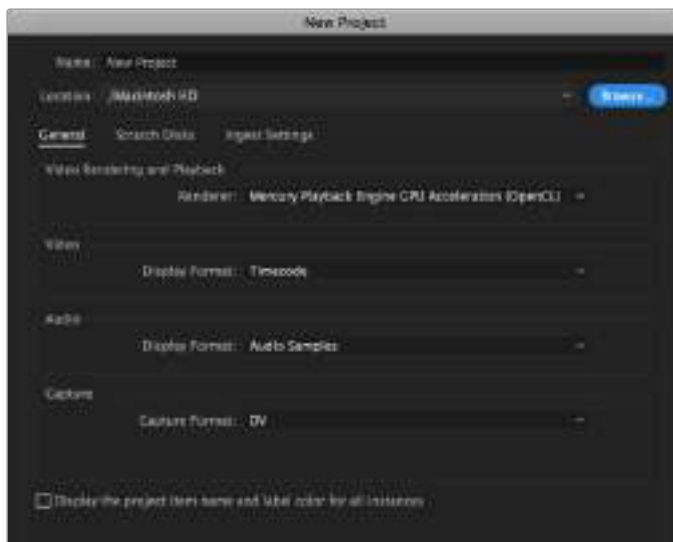 New Project
Name: New Project
Location: /Macintosh HD Browse...
General Scratch Disks Ingest Settings
Video Rendering and Playback
Renderer: Mercury Playback Engine GPU Acceleration (OpenCL)
Video
Display Format: Timecode
Audio
Display Format: Audio Samples
Capture
Capture Format: DV
Display the project item name and label color for all instances